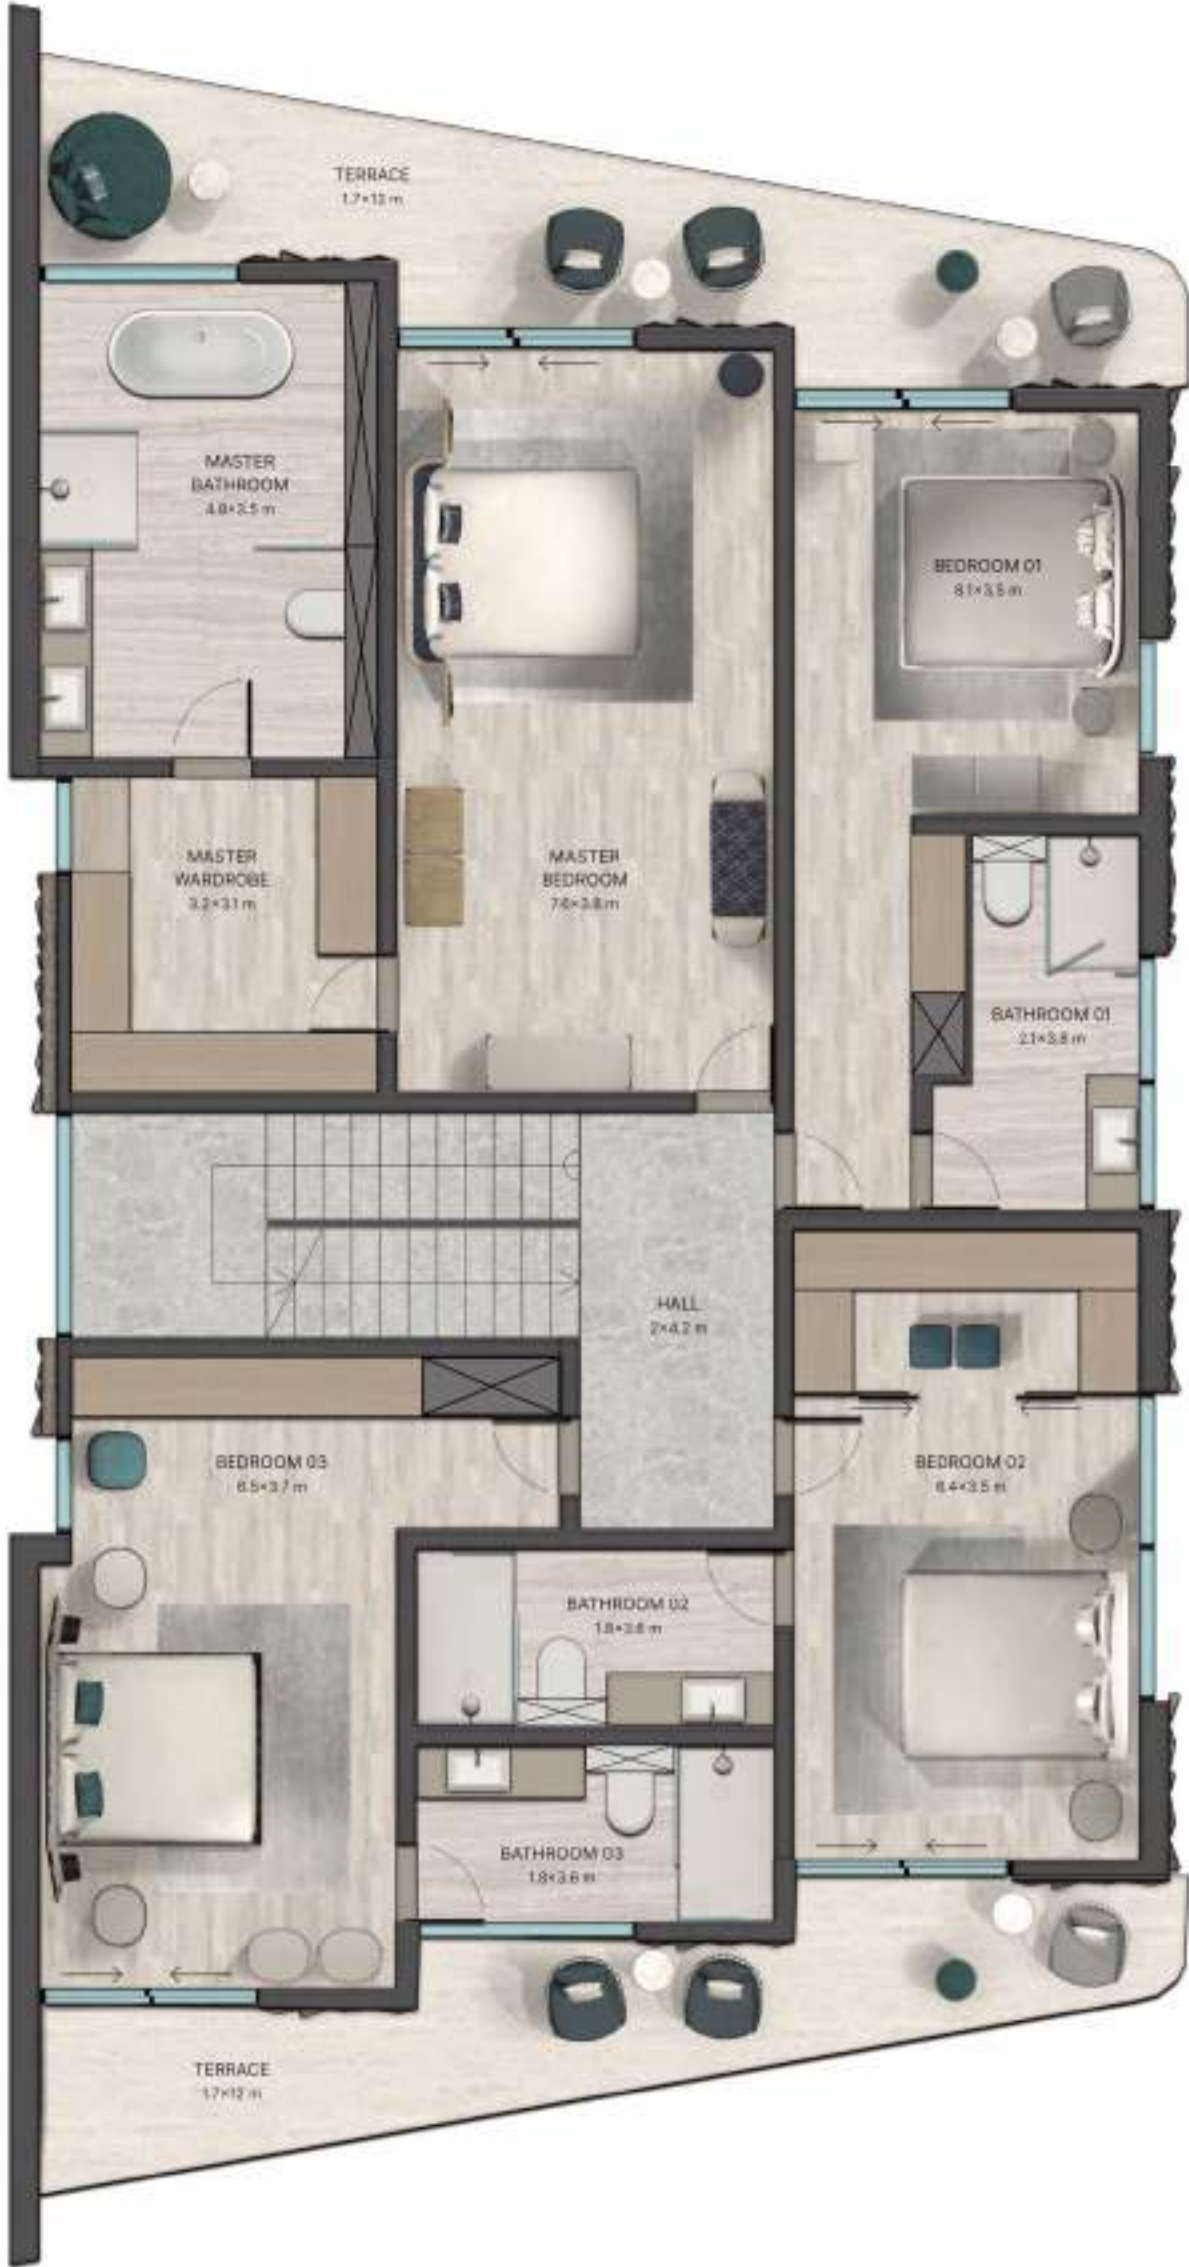 TERRACE
1.7×13 m
MASTER
BATHROOM
4.8×3.5 m
BEDROOM 01
8.1×3.5 m
MASTER
WARDROBE
3.2×3.1 m
MASTER
BEDROOM
7.6×3.8 m
BATHROOM 01
2.1×3.8 m
HALL
2×4.2 m
BEDROOM 03
6.5×3.7 m
BEDROOM 02
6.4×3.5 m
BATHROOM 02
1.8×3.6 m
BATHROOM 03
1.8×3.6 m
TERRACE
1.7×12 m